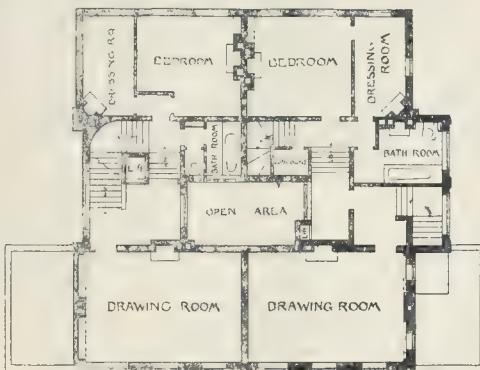 DRESSING RM
BEDROOM
BEDROOM
DRESSING
ROOM
BATH ROOM
BATH ROOM
OPEN AREA
DRAWING ROOM
DRAWING ROOM